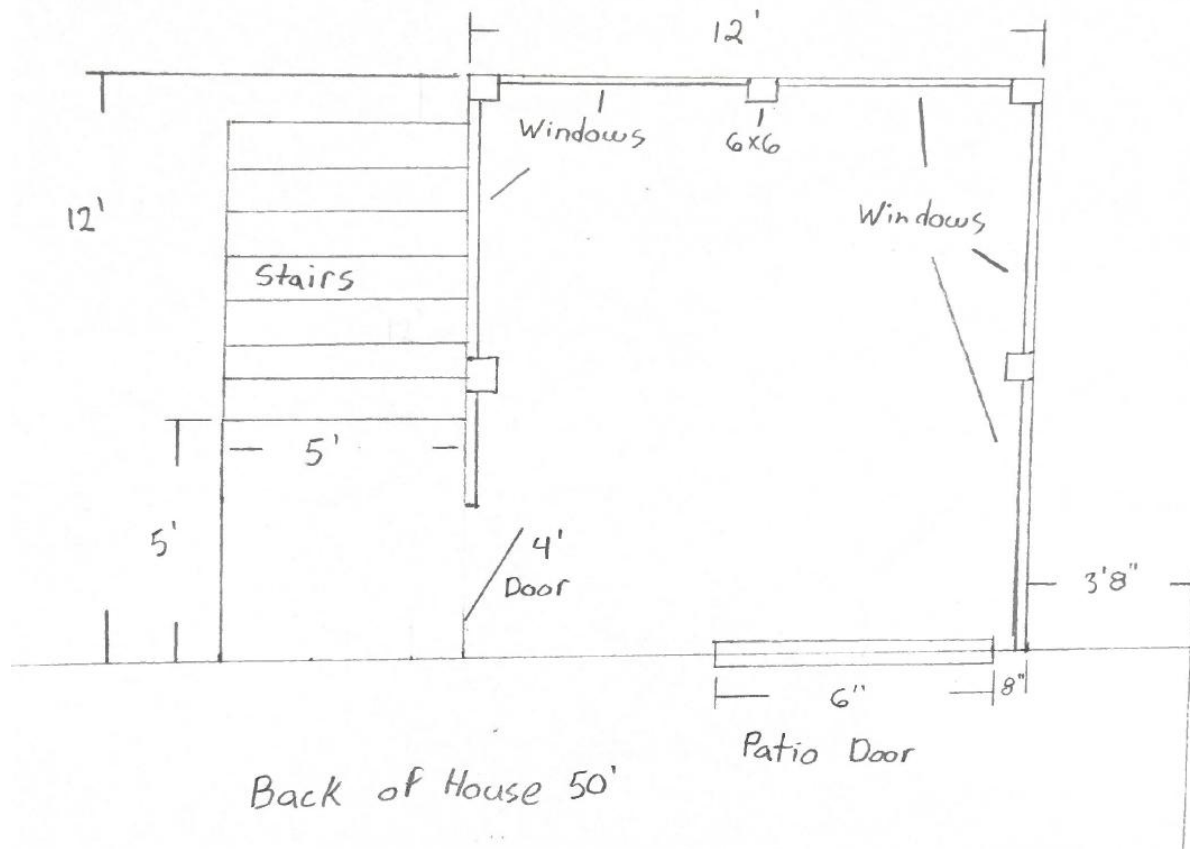 12'
Windows
6x6
12'
Windows
Stairs
5'
5'
4'
Door
3'8"
6"
8"
Patio Door
Back of House 50'